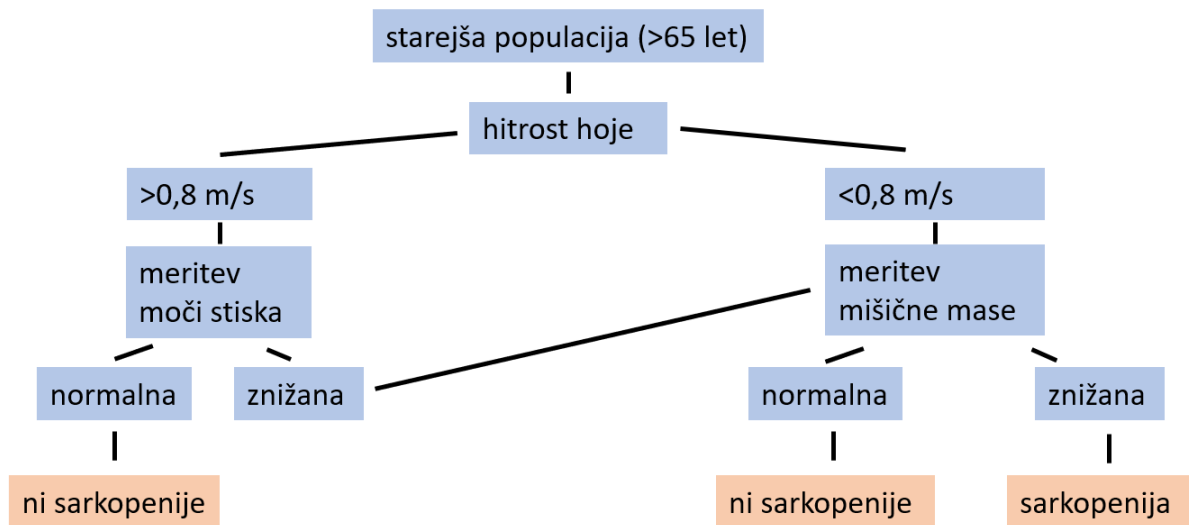 starejša populacija (>65 let)
hitrost hoje
>0,8 m/s
<0,8 m/s
meritev
moči stiska
meritev
mišične mase
normalna
znižana
normalna
znižana
ni sarkopenije
ni sarkopenije
sarkopenija